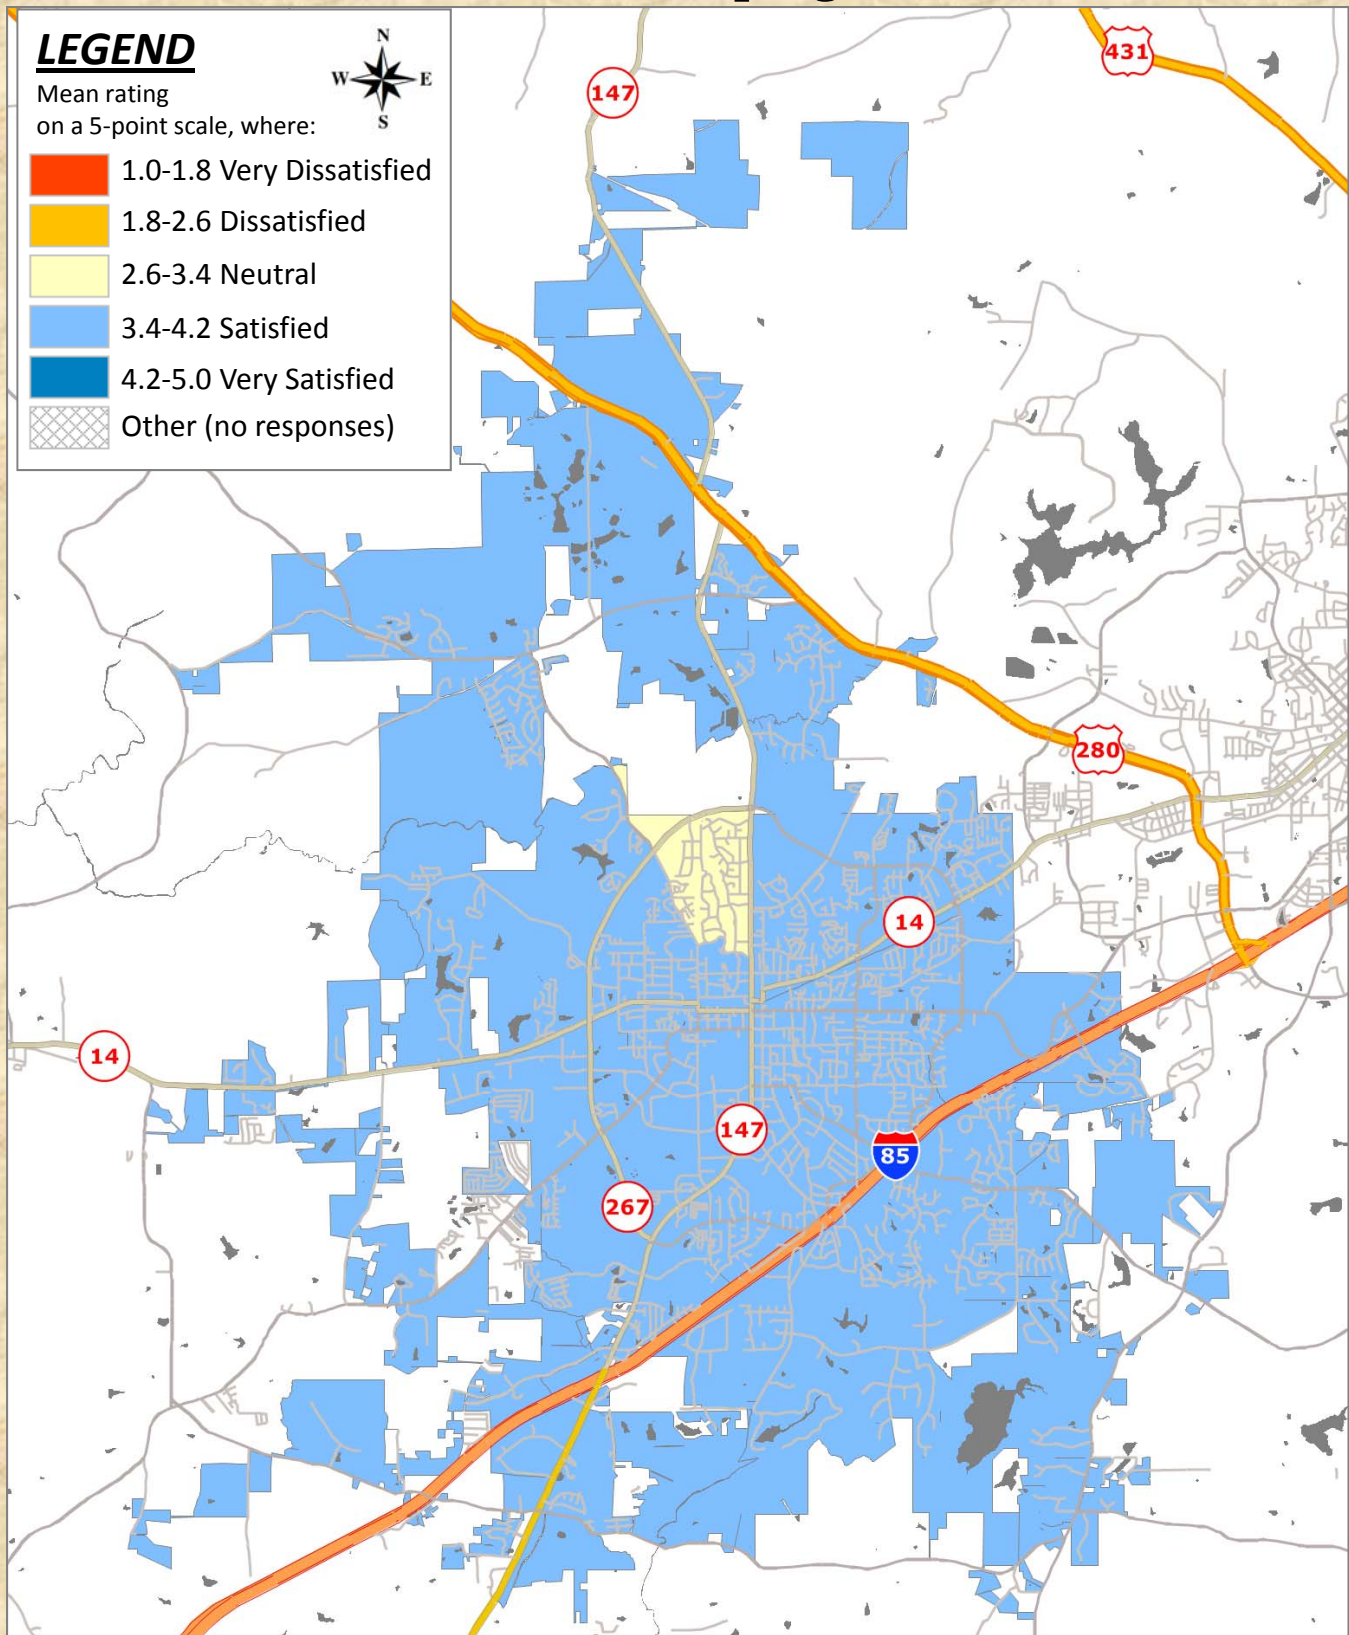 LEGEND
N
W E
S
Mean rating
on a 5-point scale, where:
1.0-1.8 Very Dissatisfied
1.8-2.6 Dissatisfied
2.6-3.4 Neutral
3.4-4.2 Satisfied
4.2-5.0 Very Satisfied
Other (no responses)
431
147
280
14
14
147
85
267